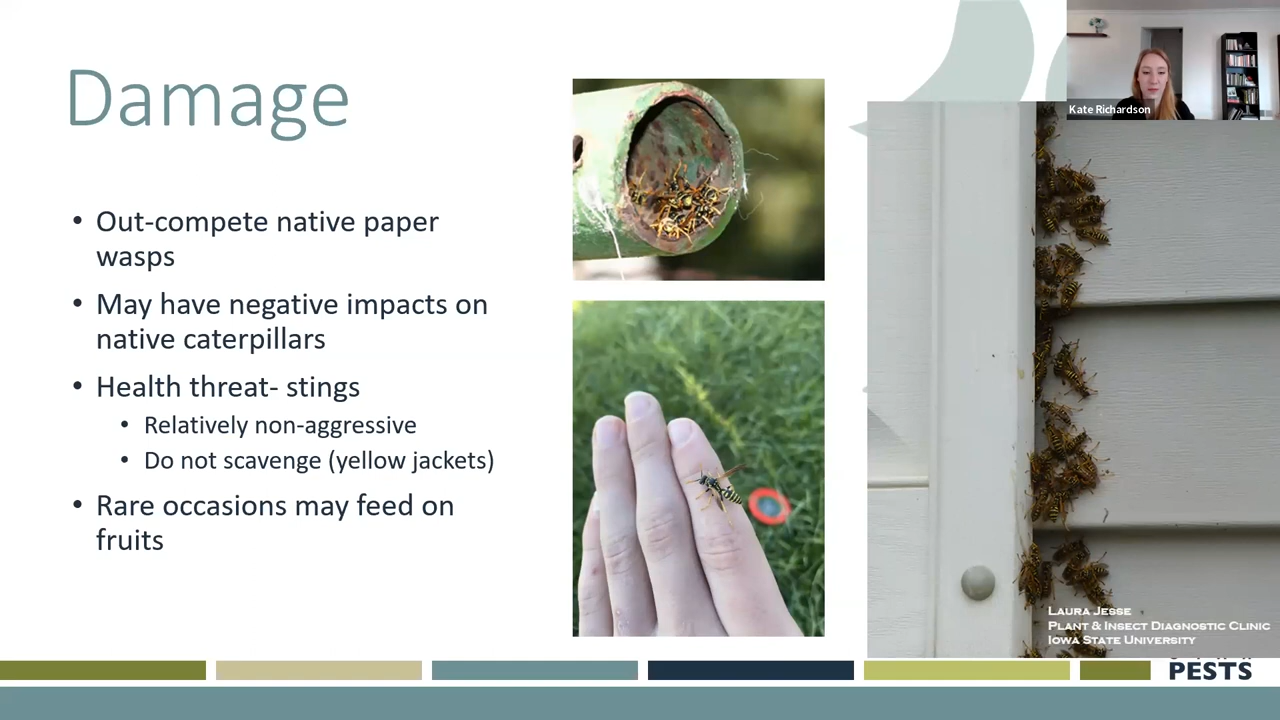 Damage
Kate Richardson
• Out-compete native paper
wasps
• May have negative impacts on
native caterpillars
• Health threat- stings
• Relatively non-aggressive
• Do not scavenge (yellow jackets)
• Rare occasions may feed on
fruits
LAURA JESSE
PLANT & INSECT DIAGNOSTIC CLINIC
IOWA STATE UNIVERSITY
PESTS